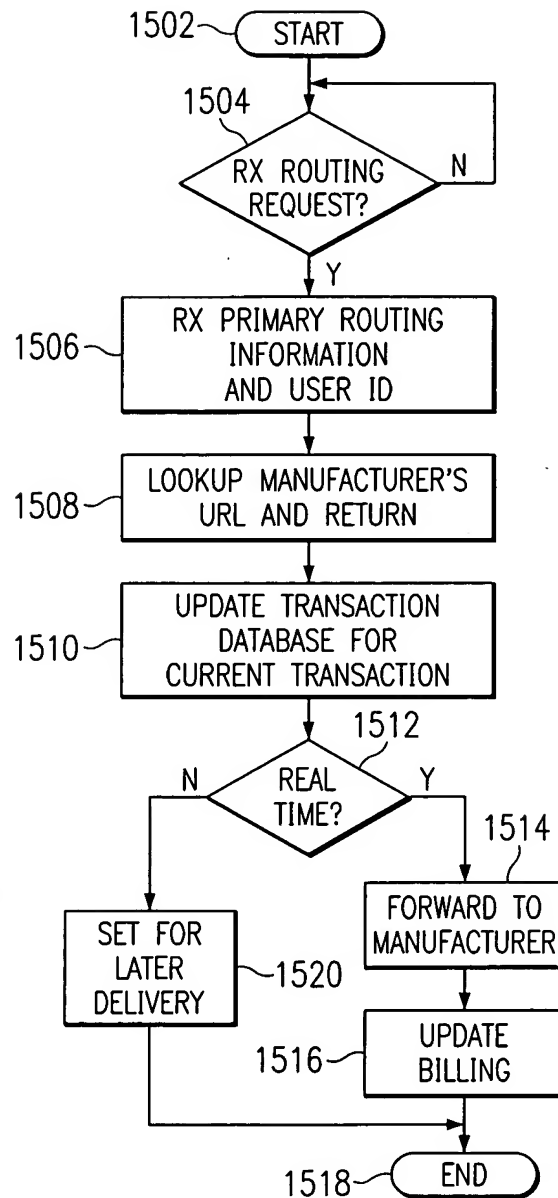 1502
START
1504
RX ROUTING
REQUEST?
N
Y
1506
RX PRIMARY ROUTING
INFORMATION
AND USER ID
1508
LOOKUP MANUFACTURER'S
URL AND RETURN
1510
UPDATE TRANSACTION
DATABASE FOR
CURRENT TRANSACTION
1512
N
REAL
TIME?
Y
1514
FORWARD TO
MANUFACTURER
SET FOR
LATER
DELIVERY
1520
1516
UPDATE
BILLING
1518
END